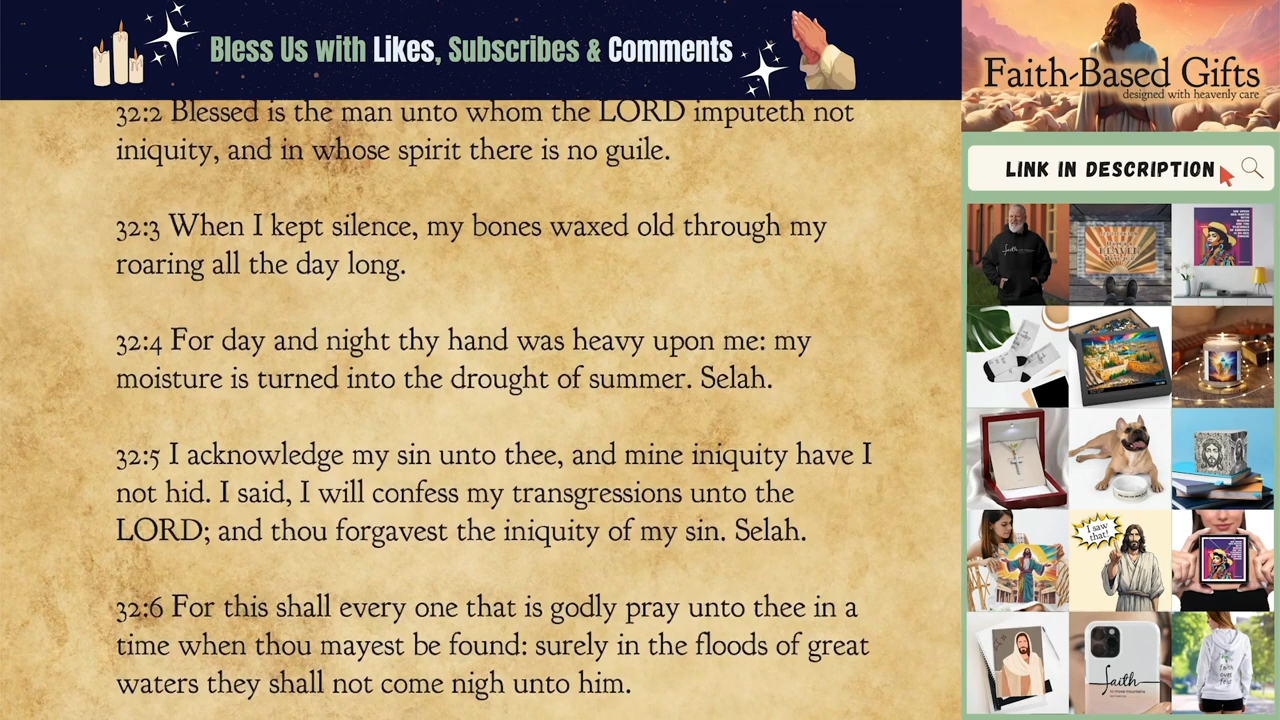 Bless Us with Likes, Subscribes & Comments
32:2 Blessed is the man unto whom the LORD imputeth not
iniquity, and in whose spirit there is no guile.
32:3 When I kept silence, my bones waxed old through my
roaring all the day long.
32:4 For day and night thy hand was heavy upon me: my
moisture is turned into the drought of summer. Selah.
32:5 I acknowledge my sin unto thee, and mine iniquity have I
not hid. I said, I will confess my transgressions unto the
LORD; and thou forgavest the iniquity of my sin. Selah.
32:6 For this shall every one that is godly pray unto thee in a
time when thou mayest be found: surely in the floods of great
waters they shall not come nigh unto him.
Faith-Based Gifts
designed with heavenly care
LINK IN DESCRIPTION
faith
I saw
that!
faith
to move mountains
faith
over
fear